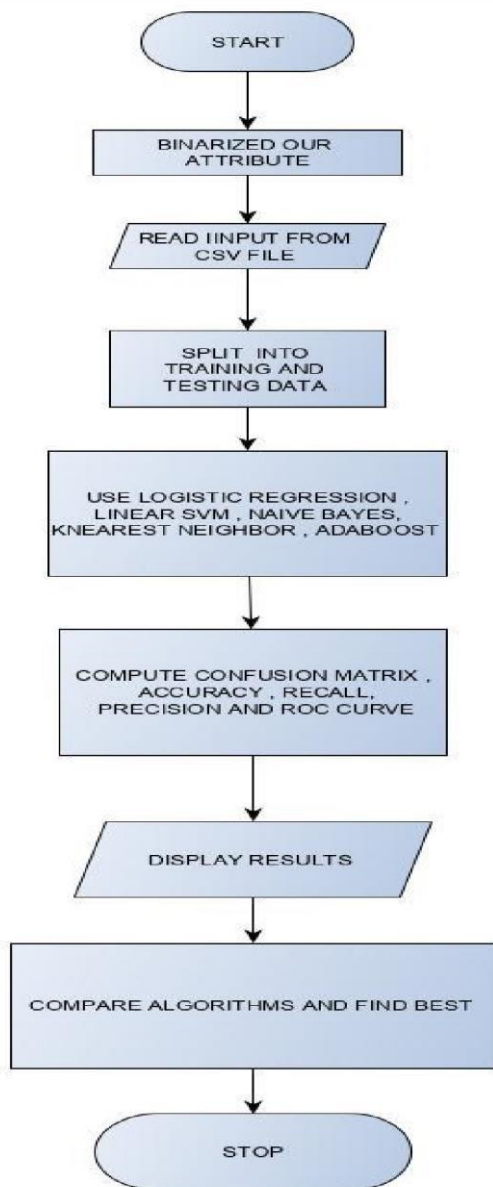 START
BINARIZED OUR
ATTRIBUTE
READ IINPUT FROM
CSV FILE
SPLIT INTO
TRAINING AND
TESTING DATA
USE LOGISTIC REGRESSION ,
LINEAR SVM , NAIVE BAYES,
KNEAREST NEIGHBOR , ADABOOST
COMPUTE CONFUSION MATRIX ,
ACCURACY , RECALL,
PRECISION AND ROC CURVE
DISPLAY RESULTS
COMPARE ALGORITHMS AND FIND BEST
STOP